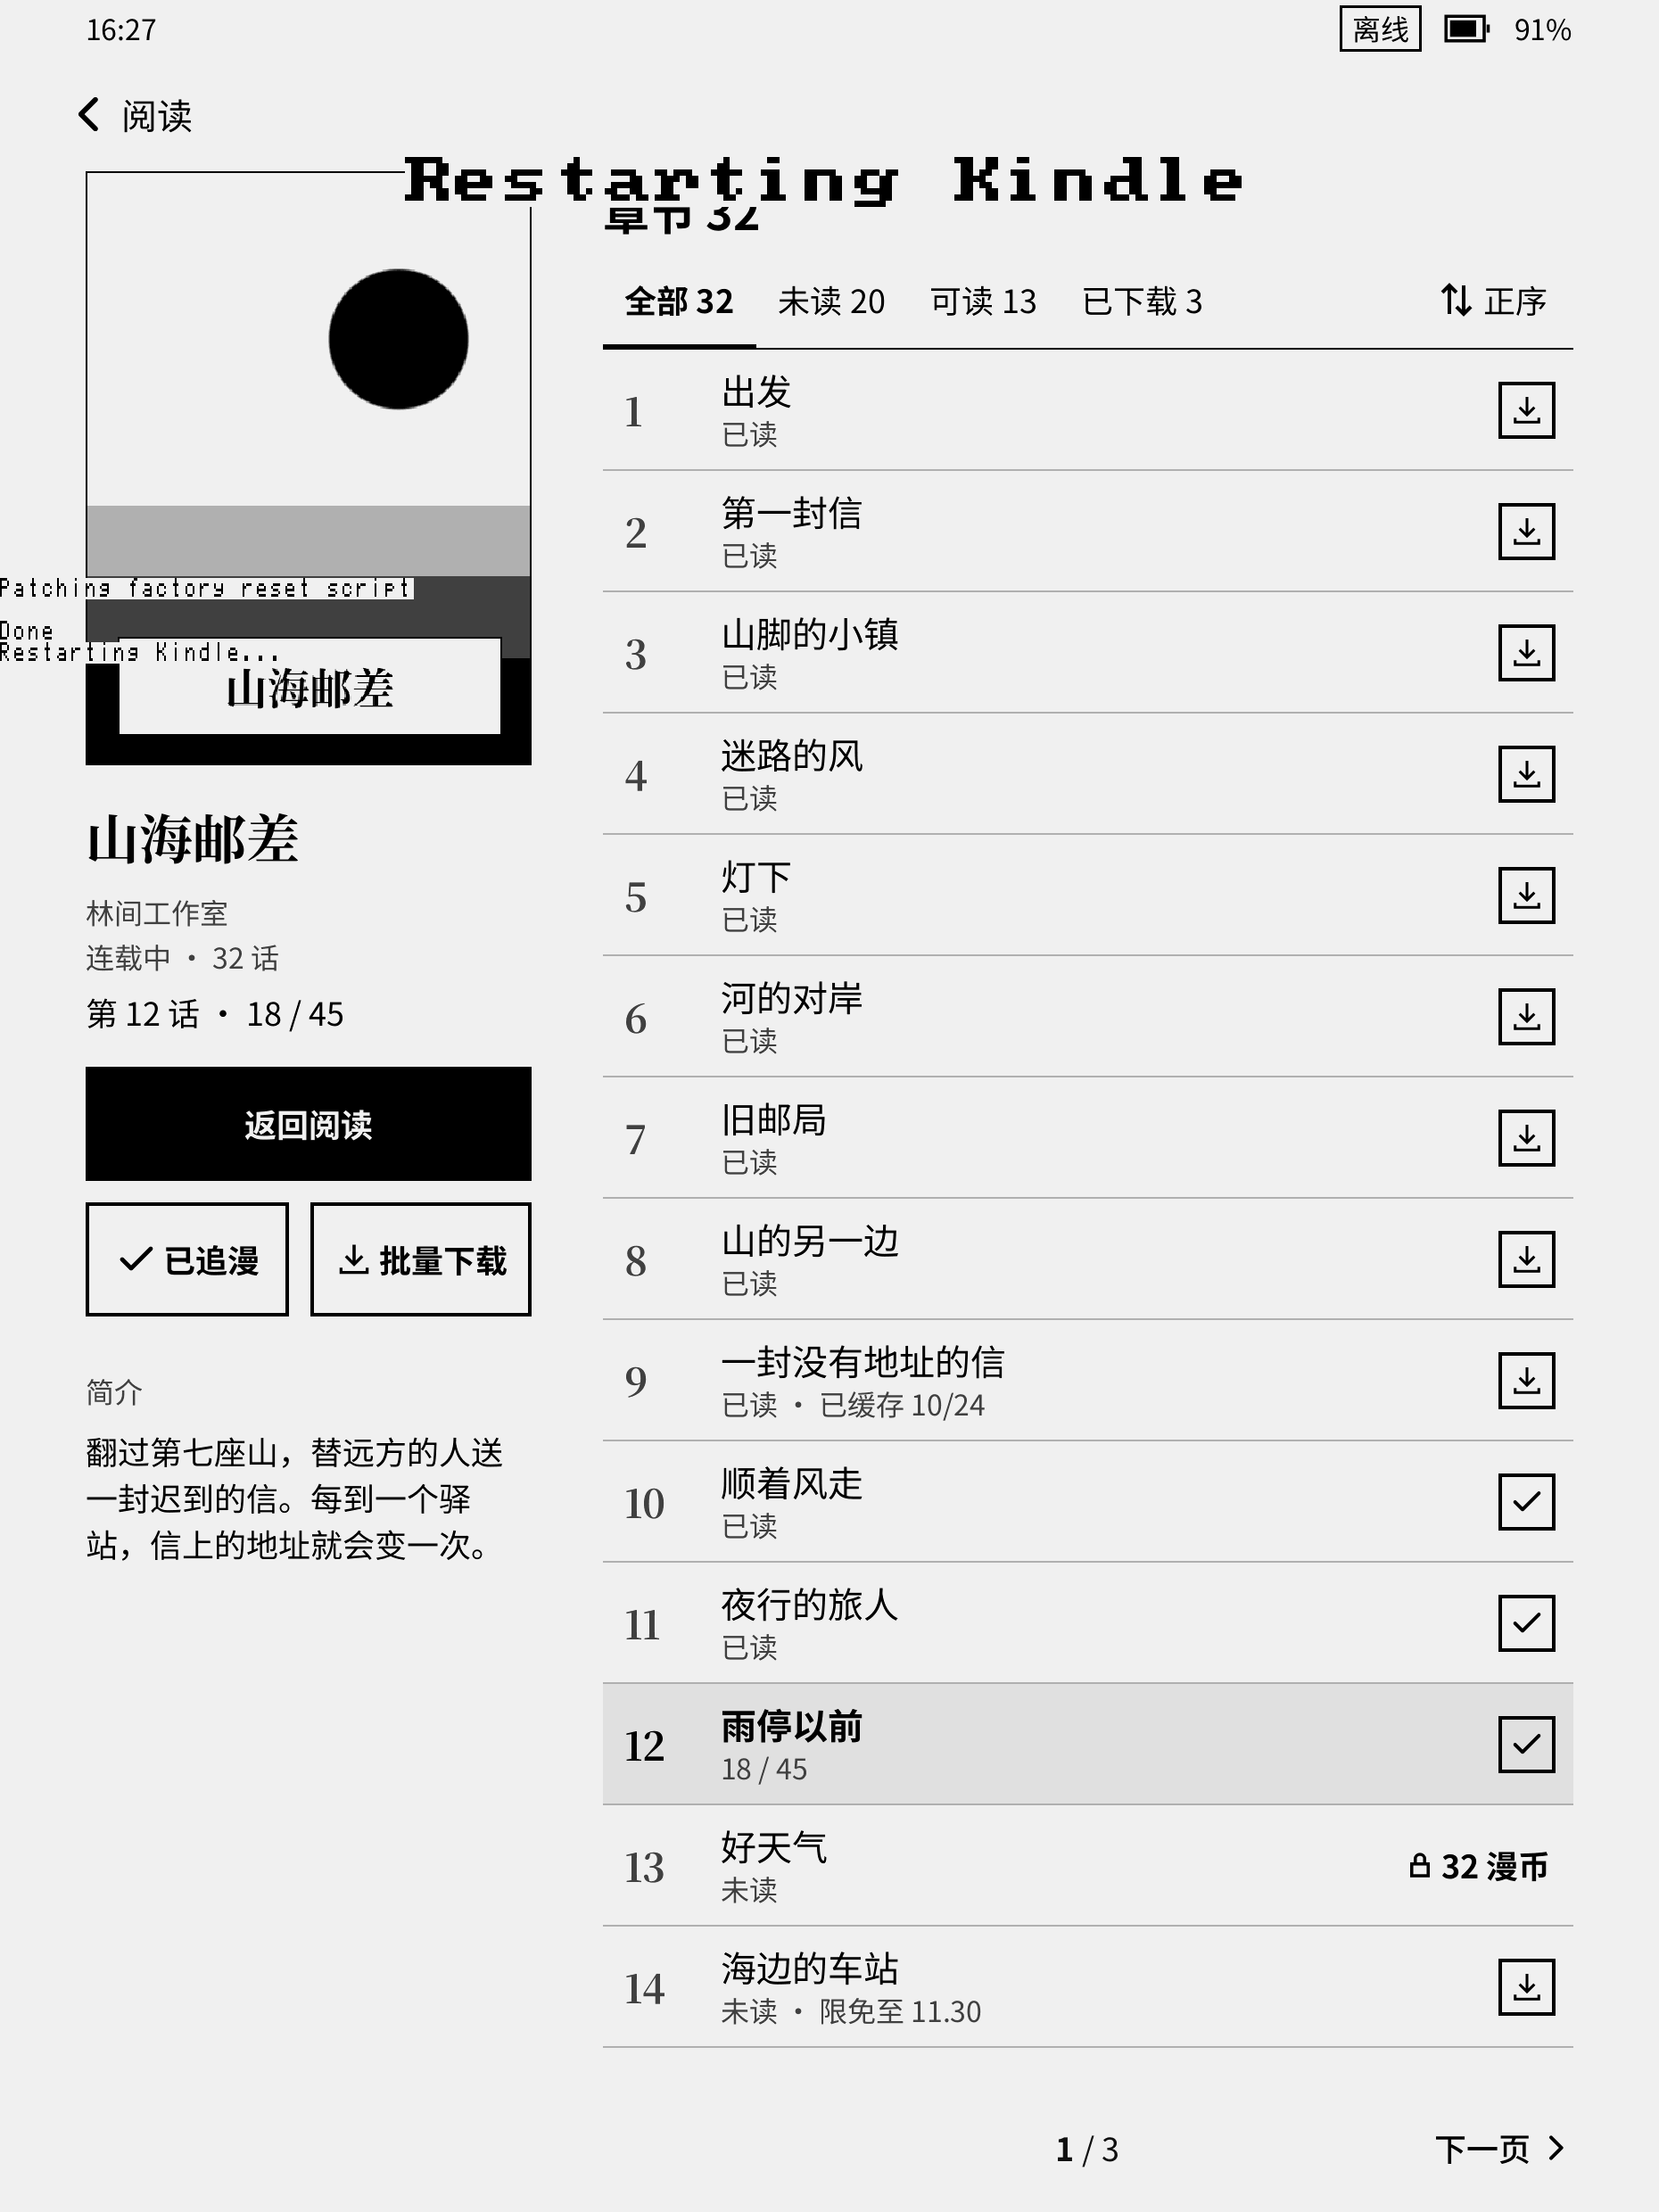 16:27
离线
91%
阅读
Restarting Kindle
章节 32
全部 32
未读 20
可读 13
已下载 3
正序
Patching factory reset script
Done
Restarting Kindle...
山海邮差
山海邮差
林间工作室
连载中 · 32 话
第 12 话 · 18 / 45
返回阅读
已追漫
批量下载
简介
翻过第七座山，替远方的人送
一封迟到的信。每到一个驿
站，信上的地址就会变一次。
1
出发
已读
2
第一封信
已读
3
山脚的小镇
已读
4
迷路的风
已读
5
灯下
已读
6
河的对岸
已读
7
旧邮局
已读
8
山的另一边
已读
9
一封没有地址的信
已读 · 已缓存 10/24
10
顺着风走
已读
11
夜行的旅人
已读
12
雨停以前
18 / 45
13
好天气
未读
32 漫币
14
海边的车站
未读 · 限免至 11.30
1 / 3
下一页